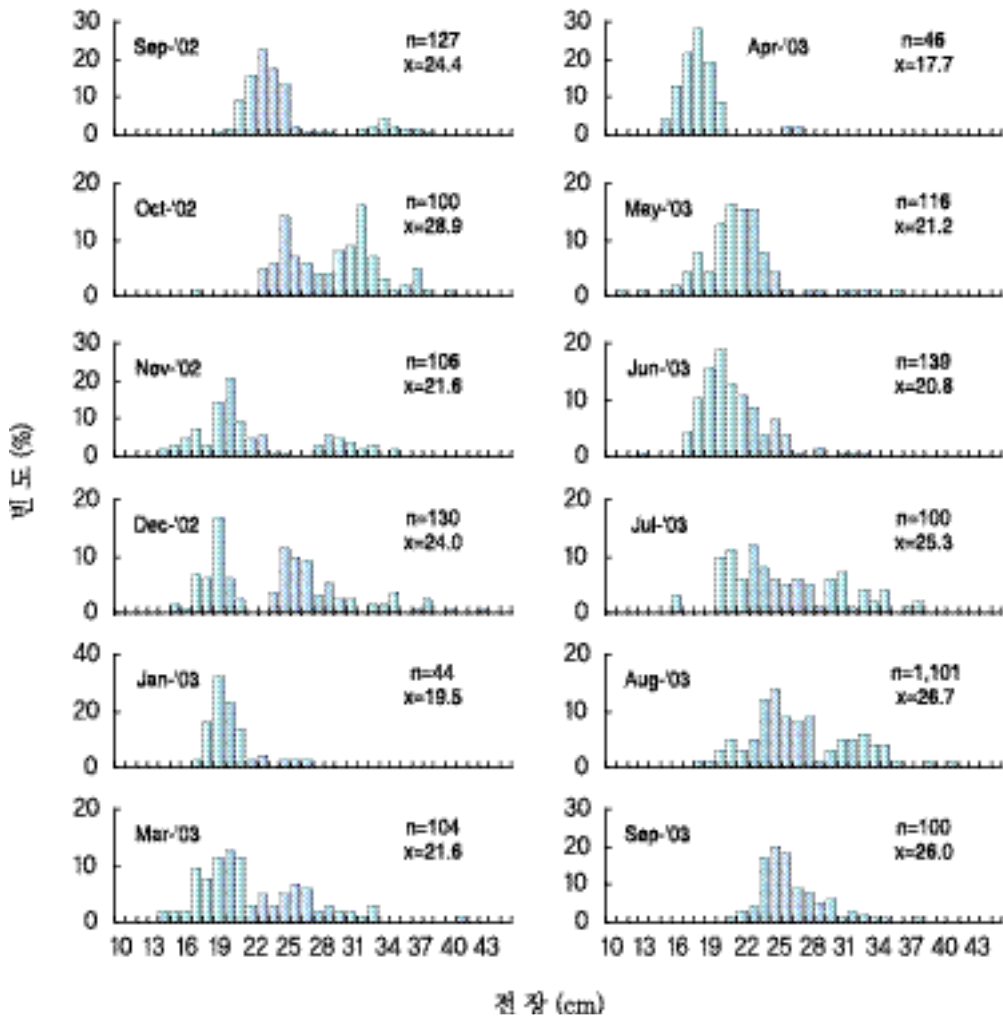 30
20
10
0
Sep-'02
n=127
x=24.4
30
20
10
0
Apr-'03
n=46
x=17.7
20
10
0
Oct-'02
n=100
x=28.9
20
10
0
May-'03
n=116
x=21.2
30
20
10
0
Nov-'02
n=106
x=21.6
20
10
0
Jun-'03
n=139
x=20.8
빈 도 (%)
20
10
0
Dec-'02
n=130
x=24.0
20
10
0
Jul-'03
n=100
x=25.3
40
20
0
Jan-'03
n=44
x=19.5
20
10
0
Aug-'03
n=1,101
x=26.7
20
10
0
Mar-'03
n=104
x=21.6
30
20
10
0
Sep-'03
n=100
x=26.0
10 13 16 19 22 25 28 31 34 37 40 43
10 13 16 19 22 25 28 31 34 37 40 43
전 장 (cm)